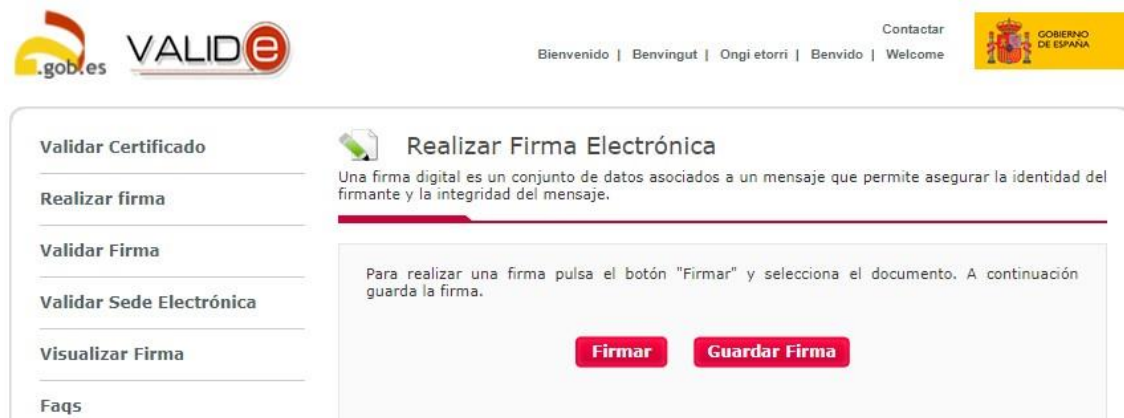 .gob.es
VALIDe
Contactar
Bienvenido | Benvingut | Ongi etorri | Benvido | Welcome
GOBIERNO
DE ESPAÑA
Validar Certificado
Realizar firma
Validar Firma
Validar Sede Electrónica
Visualizar Firma
Faqs
Realizar Firma Electrónica
Una firma digital es un conjunto de datos asociados a un mensaje que permite asegurar la identidad del
firmante y la integridad del mensaje.
Para realizar una firma pulsa el botón "Firmar" y selecciona el documento. A continuación
guarda la firma.
Firmar
Guardar Firma